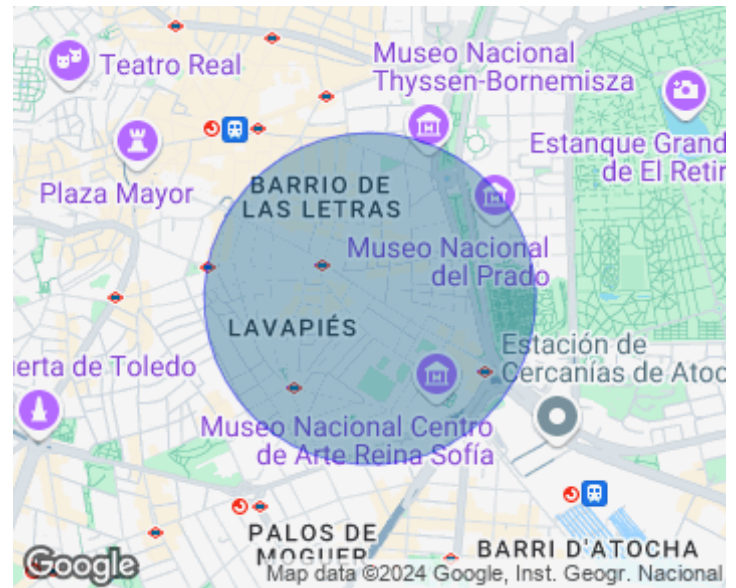 Museo Nacional
Thyssen-Bornemisza
Teatro Real
Estanque Grand
de El Retir
Plaza Mayor
BARRIO DE
LAS LETRAS
Museo Nacional
del Prado
LAVAPIÉS
Estación de
Cercanías de Atoc
erta de Toledo
Museo Nacional Centro
de Arte Reina Sofía
PALOS DE
MOGUER
BARRI D'ATOCHA
Google
Map data ©2024 Google, Inst. Geogr. Nacional